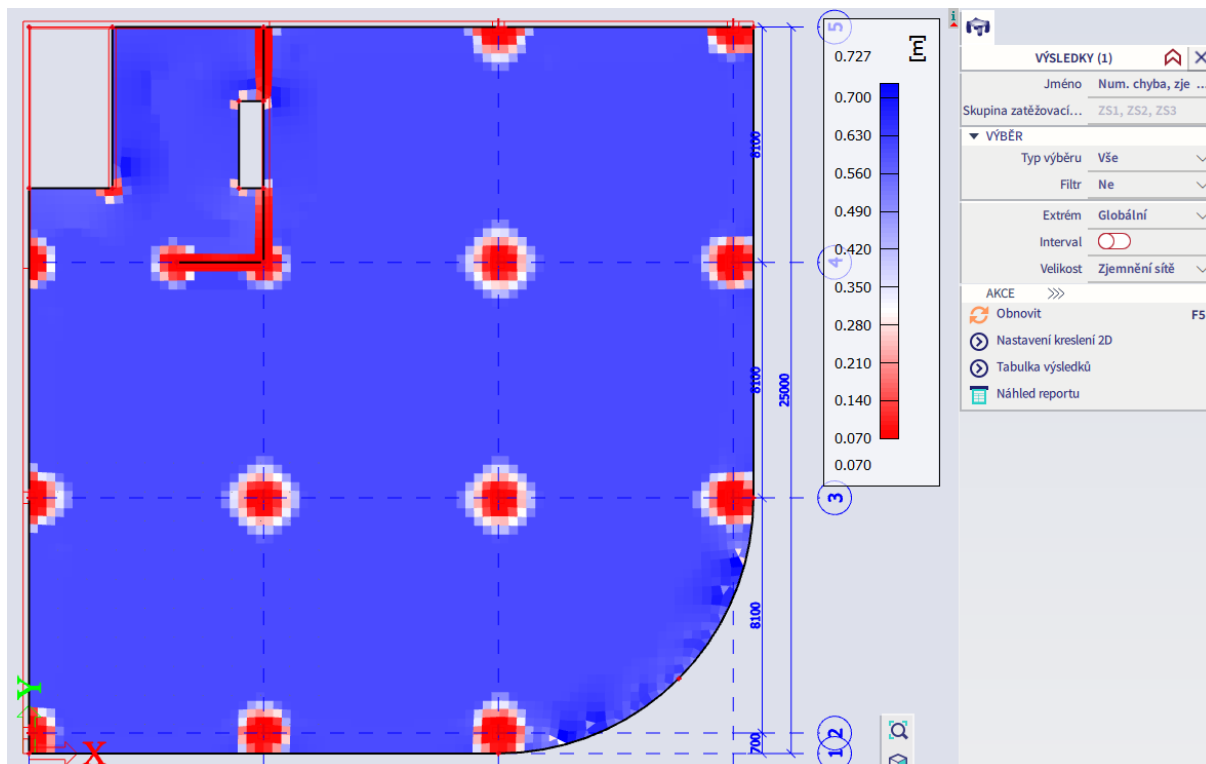 5
8100
4
8100
25000
3
8100
700
2
1
Y
X
[m]
0.727
0.700
0.630
0.560
0.490
0.420
0.350
0.280
0.210
0.140
0.070
0.070
VÝSLEDKY (1)
Jméno Num. chyba, zje ...
Skupina zatěžovací... ZS1, ZS2, ZS3
VÝBĚR
Typ výběru Vše
Filtr Ne
Extrém Globální
Interval
Velikost Zjemnění sítě
AKCE >>>
Obnovit F5
Nastavení kreslení 2D
Tabulka výsledků
Náhled reportu